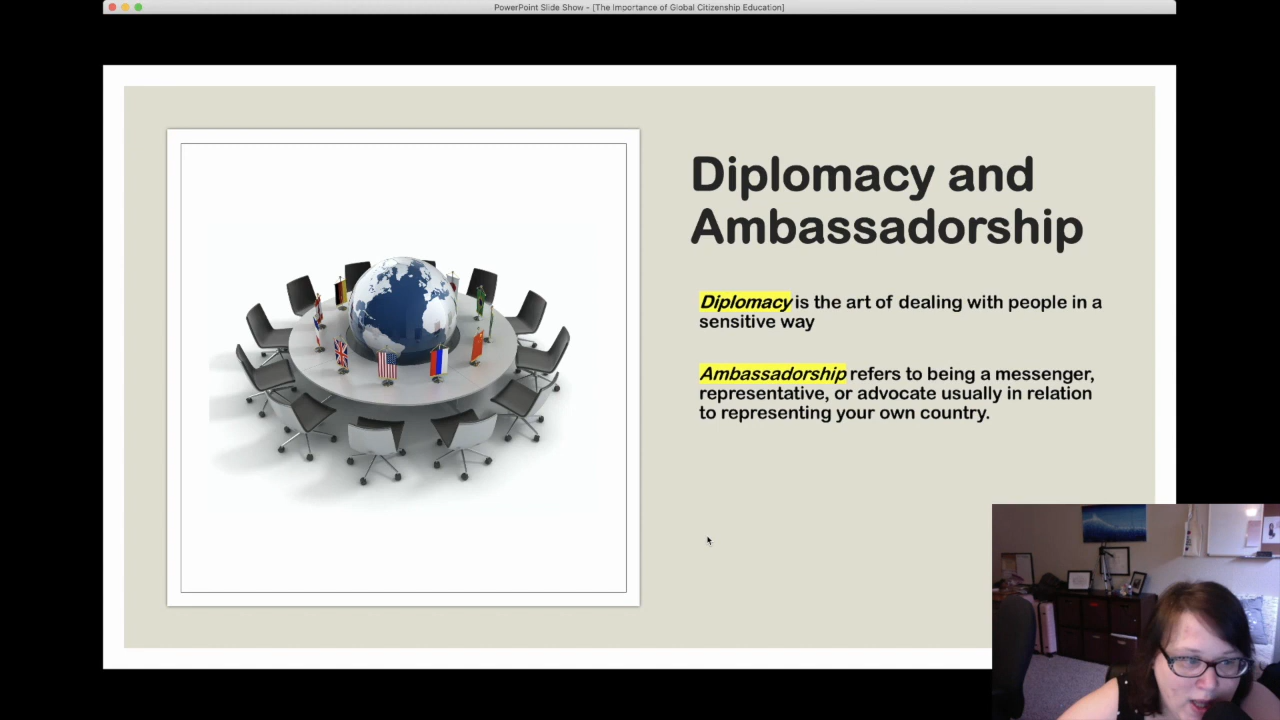 PowerPoint Slide Show - [The Importance of Global Citizenship Education]
Diplomacy and
Ambassadorship
Diplomacy is the art of dealing with people in a
sensitive way
Ambassadorship refers to being a messenger,
representative, or advocate usually in relation
to representing your own country.